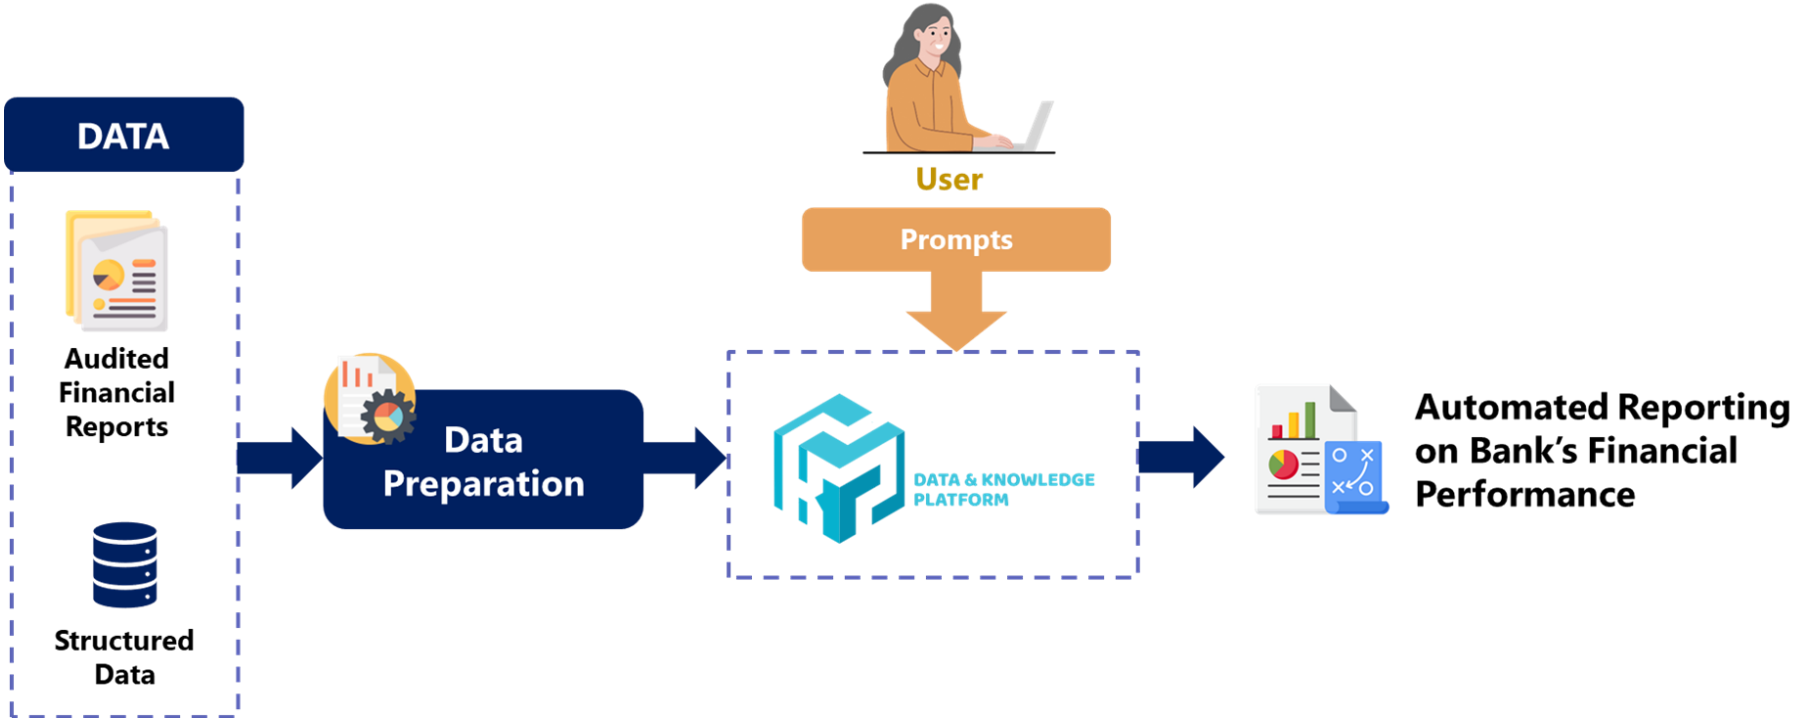 DATA
Audited
Financial
Reports
Structured
Data
Data
Preparation
User
Prompts
DATA & KNOWLEDGE
PLATFORM
Automated Reporting
on Bank's Financial
Performance